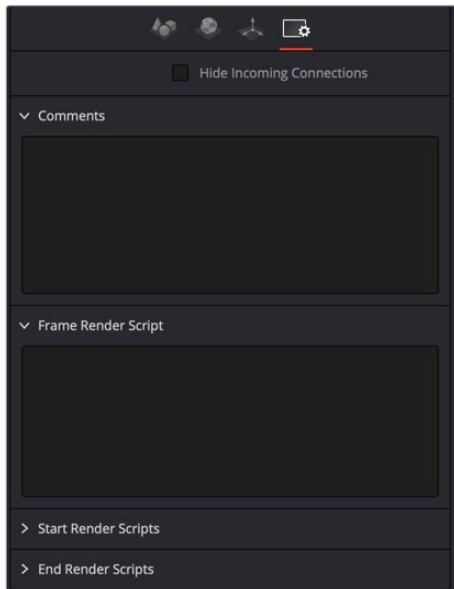 Hide Incoming Connections
Comments
Frame Render Script
Start Render Scripts
End Render Scripts